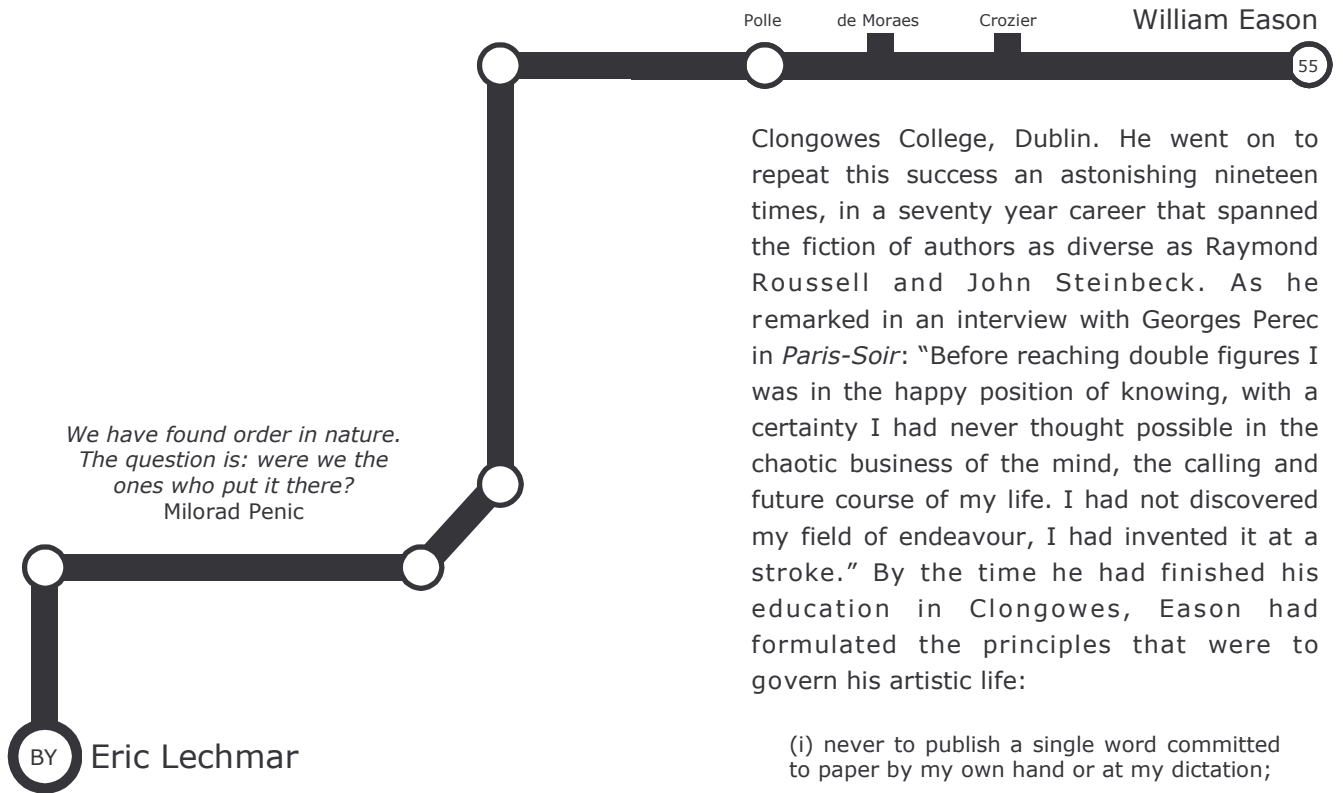 Polle
de Moraes
Crozier
William Eason
55
Clongowes College, Dublin. He went on to
repeat this success an astonishing nineteen
times, in a seventy year career that spanned
the fiction of authors as diverse as Raymond
Roussell and John Steinbeck. As he
remarked in an interview with Georges Perec
in Paris-Soir: “Before reaching double figures I
was in the happy position of knowing, with a
certainty I had never thought possible in the
chaotic business of the mind, the calling and
future course of my life. I had not discovered
my field of endeavour, I had invented it at a
stroke.” By the time he had finished his
education in Clongowes, Eason had
formulated the principles that were to
govern his artistic life:
(i) never to publish a single word committed
to paper by my own hand or at my dictation;
We have found order in nature.
The question is: were we the
ones who put it there?
Milorad Penic
BY
Eric Lechmar